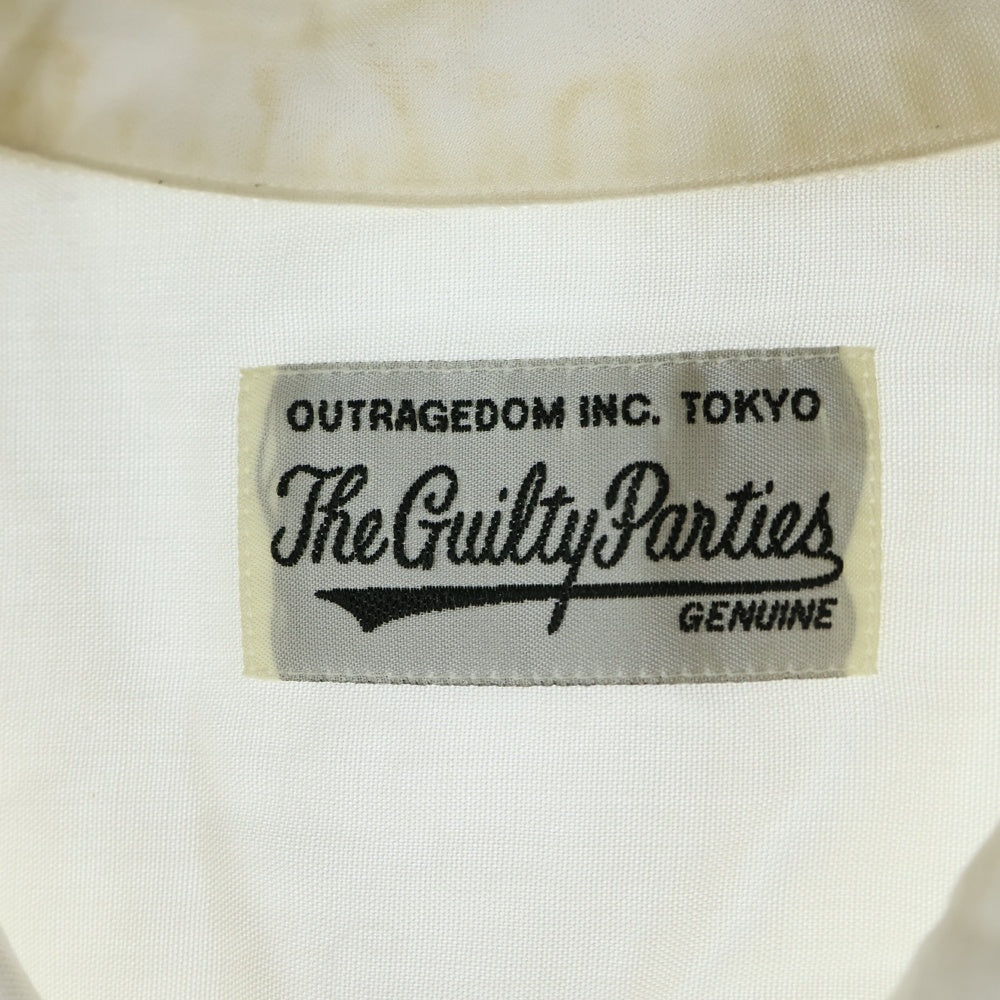 OUTRAGEDOM INC. TOKYO
The Guilty Parties
GENUINE